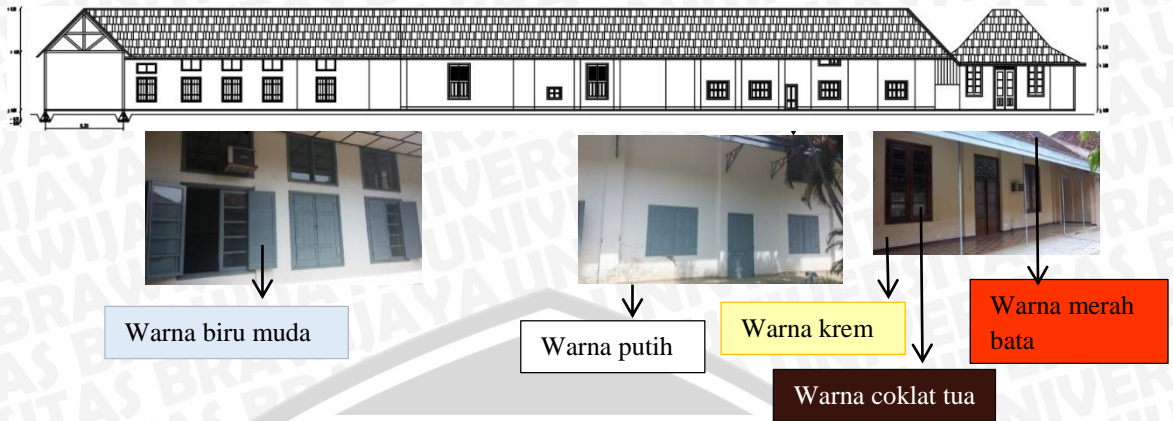 Warna biru muda
Warna putih
Warna krem
Warna merah
bata
Warna coklat tua